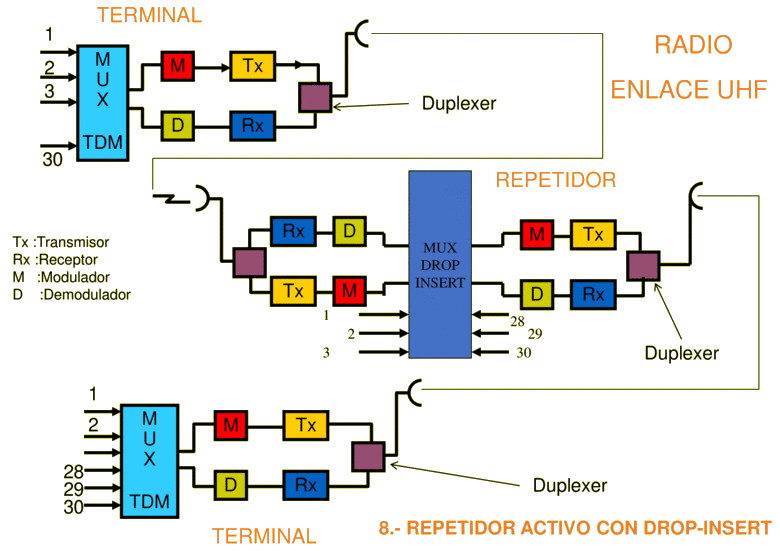 TERMINAL
RADIO
ENLACE UHF
1
2
3
30
M
U
X
TDM
M
Tx
D
Rx
Duplexer
REPETIDOR
Tx :Transmisor
Rx :Receptor
M :Modulador
D :Demodulador
Rx
D
Tx
M
MUX
DROP
INSERT
M
Tx
D
Rx
1
2
3
28
29
30
Duplexer
1
2
28
29
30
M
U
X
TDM
M
Tx
D
Rx
Duplexer
TERMINAL
8.- REPETIDOR ACTIVO CON DROP-INSERT